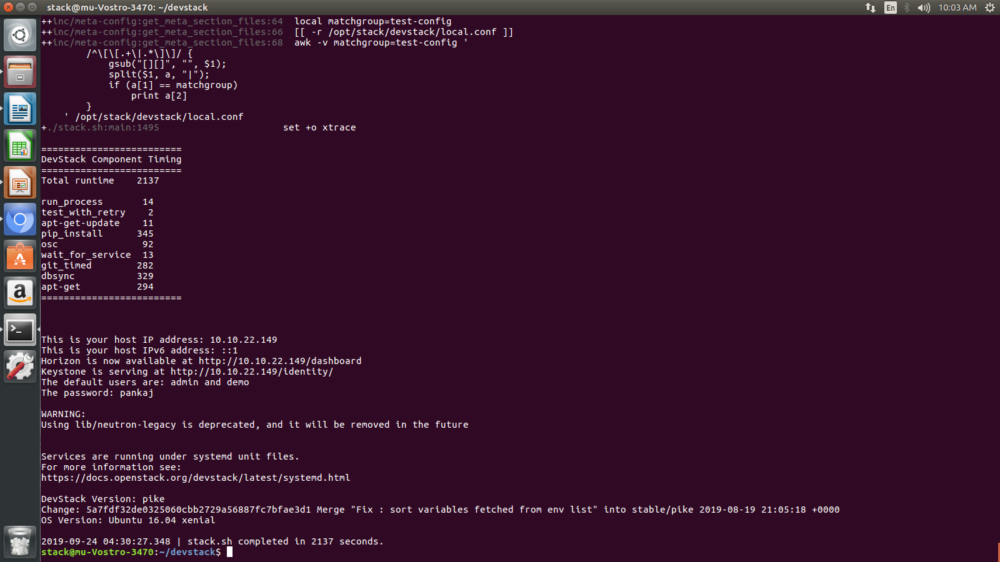 stack@mu-Vostro-3470: ~/devstack
En
10:03 AM
++inc/meta-config:get_meta_section_files:64  local matchgroup=test-config
++inc/meta-config:get_meta_section_files:66  [[ -r /opt/stack/devstack/local.conf ]]
++inc/meta-config:get_meta_section_files:68  awk -v matchgroup=test-config '
        /^\[\[.+\|.*\]\]/ {
            gsub("[][]", "", $1);
            split($1, a, "|");
            if (a[1] == matchgroup)
                print a[2]
        }
    ' /opt/stack/devstack/local.conf
+./stack.sh:main:1495                      set +o xtrace
=========================
DevStack Component Timing
=========================
Total runtime    2137
run_process       14
test_with_retry    2
apt-get-update    11
pip_install      345
osc               92
wait_for_service  13
git_timed        282
dbsync           329
apt-get          294
=========================
This is your host IP address: 10.10.22.149
This is your host IPv6 address: ::1
Horizon is now available at http://10.10.22.149/dashboard
Keystone is serving at http://10.10.22.149/identity/
The default users are: admin and demo
The password: pankaj
WARNING:
Using lib/neutron-legacy is deprecated, and it will be removed in the future
Services are running under systemd unit files.
For more information see:
https://docs.openstack.org/devstack/latest/systemd.html
DevStack Version: pike
Change: 5a7fdf32de0325060cbb2729a56887fc7bfae3d1 Merge "Fix : sort variables fetched from env list" into stable/pike 2019-08-19 21:05:18 +0000
OS Version: Ubuntu 16.04 xenial
2019-09-24 04:30:27.348 | stack.sh completed in 2137 seconds.
stack@mu-Vostro-3470:~/devstack$